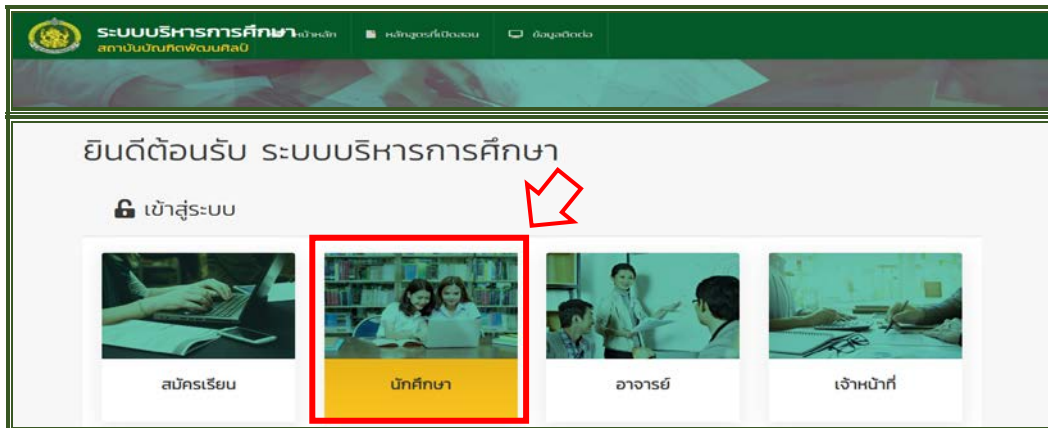 ระบบบริหารการศึกษา
สถาบันบัณฑิตพัฒนศิลป์
หน้าหลัก
หลักสูตรที่เปิดสอน
ข้อมูลติดต่อ
ยินดีต้อนรับ ระบบบริหารการศึกษา
เข้าสู่ระบบ
สมัครเรียน
นักศึกษา
อาจารย์
เจ้าหน้าที่